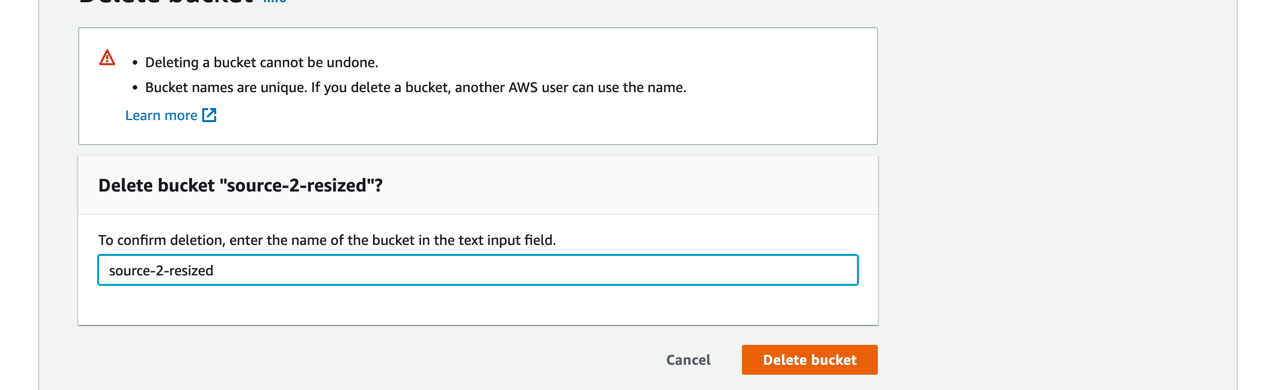 Delete bucket Info
• Deleting a bucket cannot be undone.
• Bucket names are unique. If you delete a bucket, another AWS user can use the name.
Learn more
Delete bucket "source-2-resized"?
To confirm deletion, enter the name of the bucket in the text input field.
source-2-resized
Cancel Delete bucket